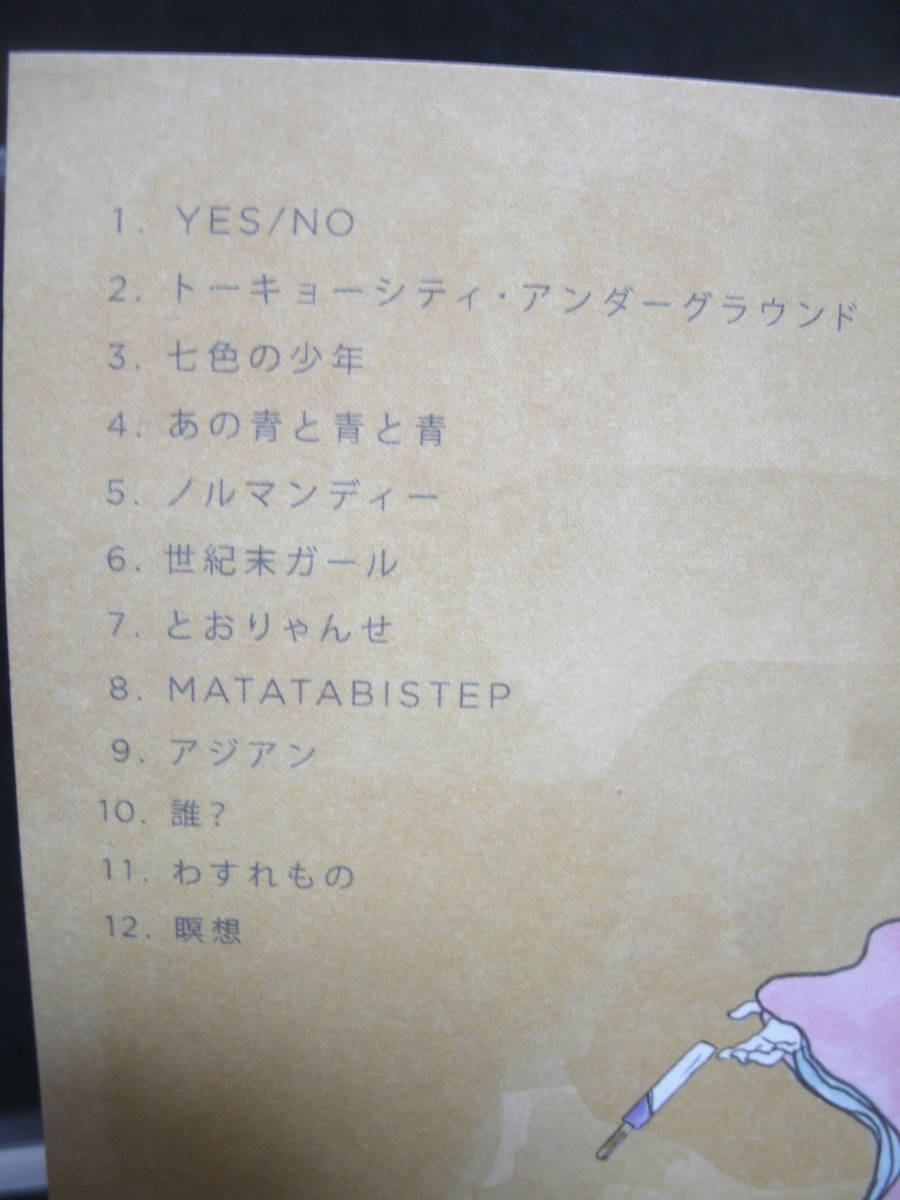 1. YES/NO
2. トーキョーシティ・アンダーグラウンド
3. 七色の少年
4. あの青と青と青
5. ノルマンディー
6. 世紀末ガール
7. とおりゃんせ
8. MATATABISTEP
9. アジアン
10. 誰?
11. わすれもの
12. 瞑想